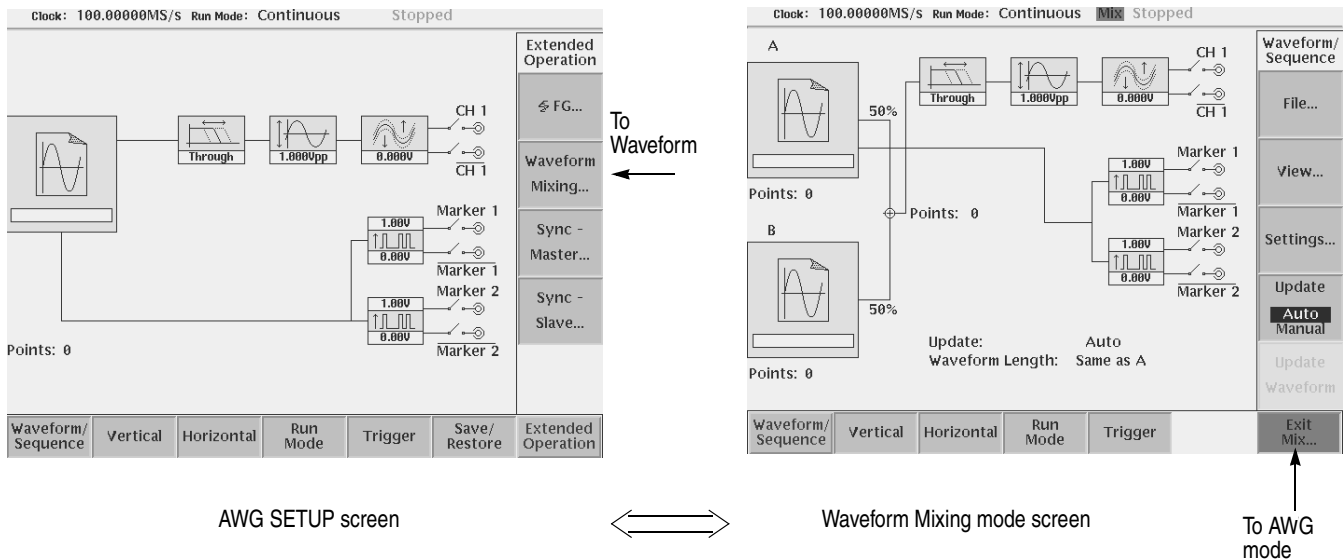 Clock: 100.00000MS/s Run Mode: Continuous Stopped
Extended
Operation
FG...
Waveform
Mixing...
Sync -
Master...
Sync -
Slave...
To
Waveform
Through
1.000Vpp
0.000V
CH 1
CH 1
1.00V
0.00V
Marker 1
Marker 1
1.00V
0.00V
Marker 2
Marker 2
Points: 0
Waveform/
Sequence
Vertical
Horizontal
Run
Mode
Trigger
Save/
Restore
Extended
Operation
AWG SETUP screen
Clock: 100.00000MS/s Run Mode: Continuous Mix Stopped
A
50%
Points: 0
Through
1.000Vpp
0.000V
CH 1
CH 1
1.00V
0.00V
Marker 1
Marker 1
1.00V
0.00V
Marker 2
Marker 2
Points: 0
B
50%
Points: 0
Update: Auto
Waveform Length: Same as A
Waveform/
Sequence
File...
View...
Settings...
Update
Auto
Manual
Update
Waveform
Waveform/
Sequence
Vertical
Horizontal
Run
Mode
Trigger
Exit
Mix...
Waveform Mixing mode screen
To AWG
mode